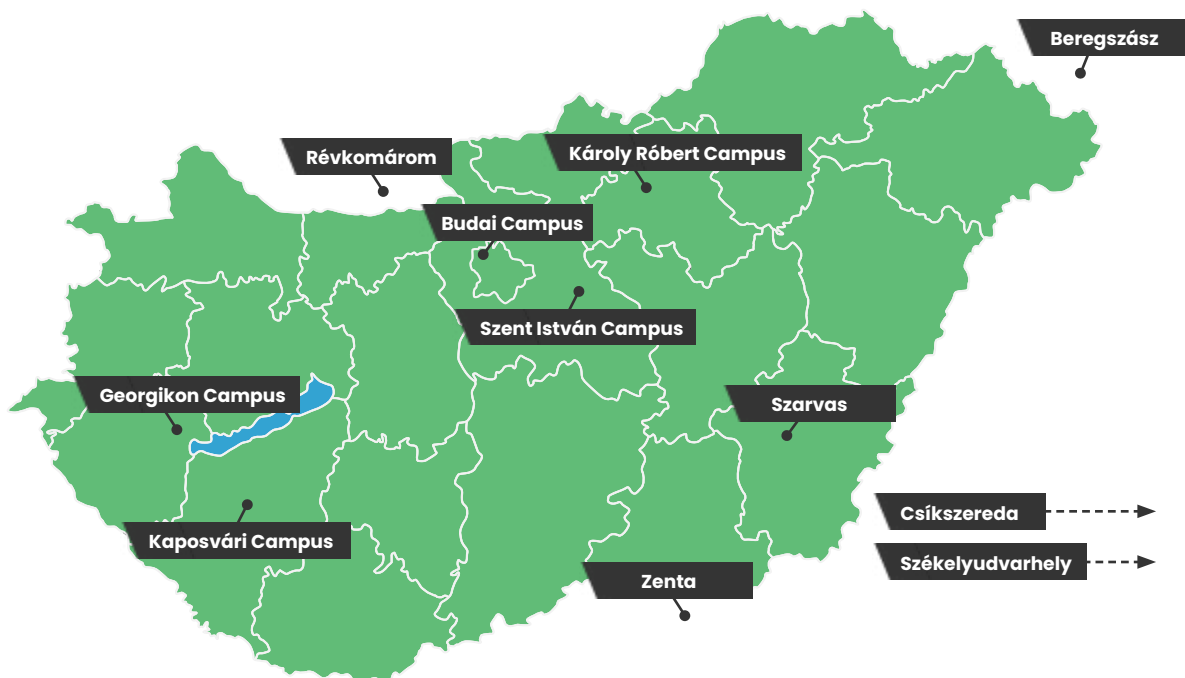 Beregszász
Révkomárom
Károly Róbert Campus
Budai Campus
Szent István Campus
Georgikon Campus
Szarvas
Csíkszereda
Kaposvári Campus
Székelyudvarhely
Zenta